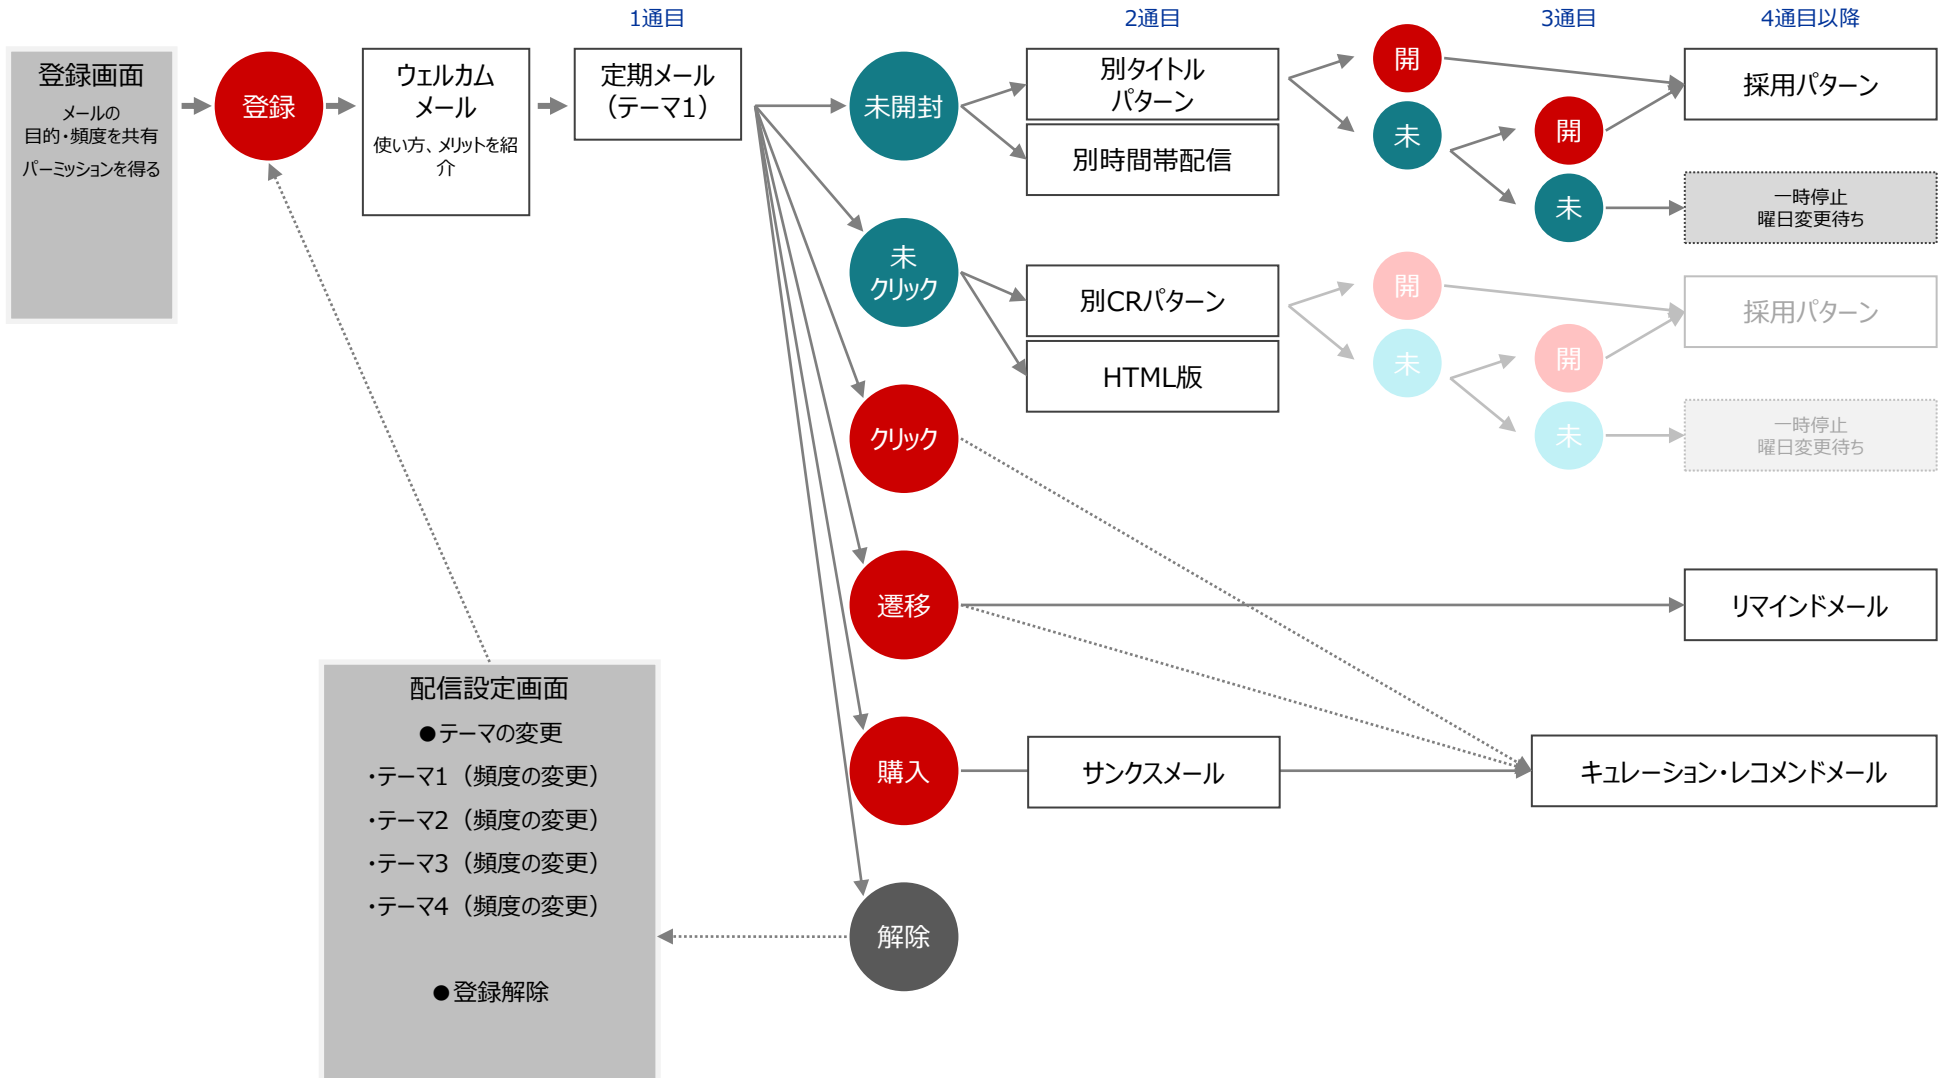 1通目
2通目
3通目
4通目以降
登録画面
メールの
目的・頻度を共有
パーミッションを得る
登録
ウェルカム
メール
使い方、メリットを紹
介
定期メール
（テーマ1）
未開封
別タイトル
パターン
別時間帯配信
開
未
開
未
採用パターン
一時停止
曜日変更待ち
未
クリック
別CRパターン
HTML版
開
未
開
未
採用パターン
一時停止
曜日変更待ち
クリック
遷移
リマインドメール
購入
サンクスメール
キュレーション・レコメンドメール
解除
配信設定画面
●テーマの変更
・テーマ1（頻度の変更）
・テーマ2（頻度の変更）
・テーマ3（頻度の変更）
・テーマ4（頻度の変更）
●登録解除